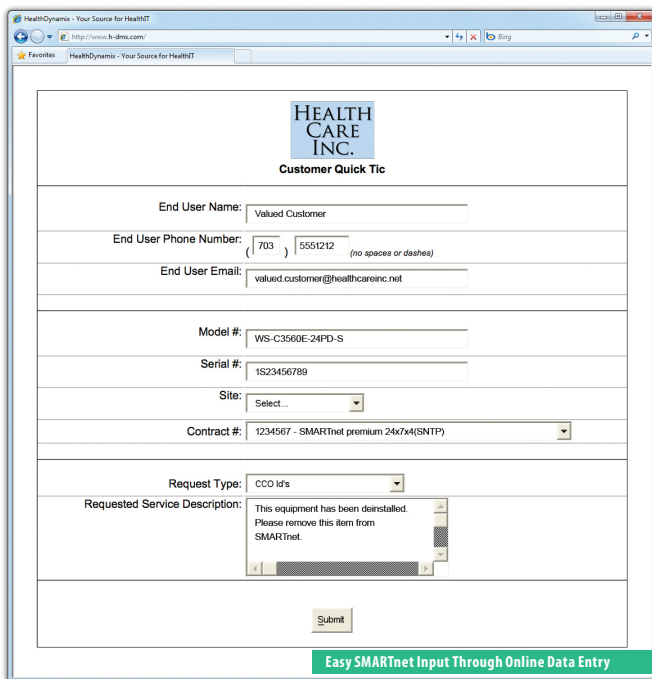 HealthDynamix - Your Source for HealthIT
http://www.h-dmx.com/
Bing
Favorites
HealthDynamix - Your Source for HealthIT
HEALTH
CARE
INC.
Customer Quick Tic
End User Name: Valued Customer
End User Phone Number: ( 703 ) 5551212 (no spaces or dashes)
End User Email: valued.customer@healthcareinc.net
Model #: WS-C3560E-24PD-S
Serial #: 1S23456789
Site: Select...
Contract #: 1234567 - SMARTnet premium 24x7x4(SNTP)
Request Type: CCO Id's
Requested Service Description: This equipment has been deinstalled.
Please remove this item from
SMARTnet.
Submit
Easy SMARTnet Input Through Online Data Entry